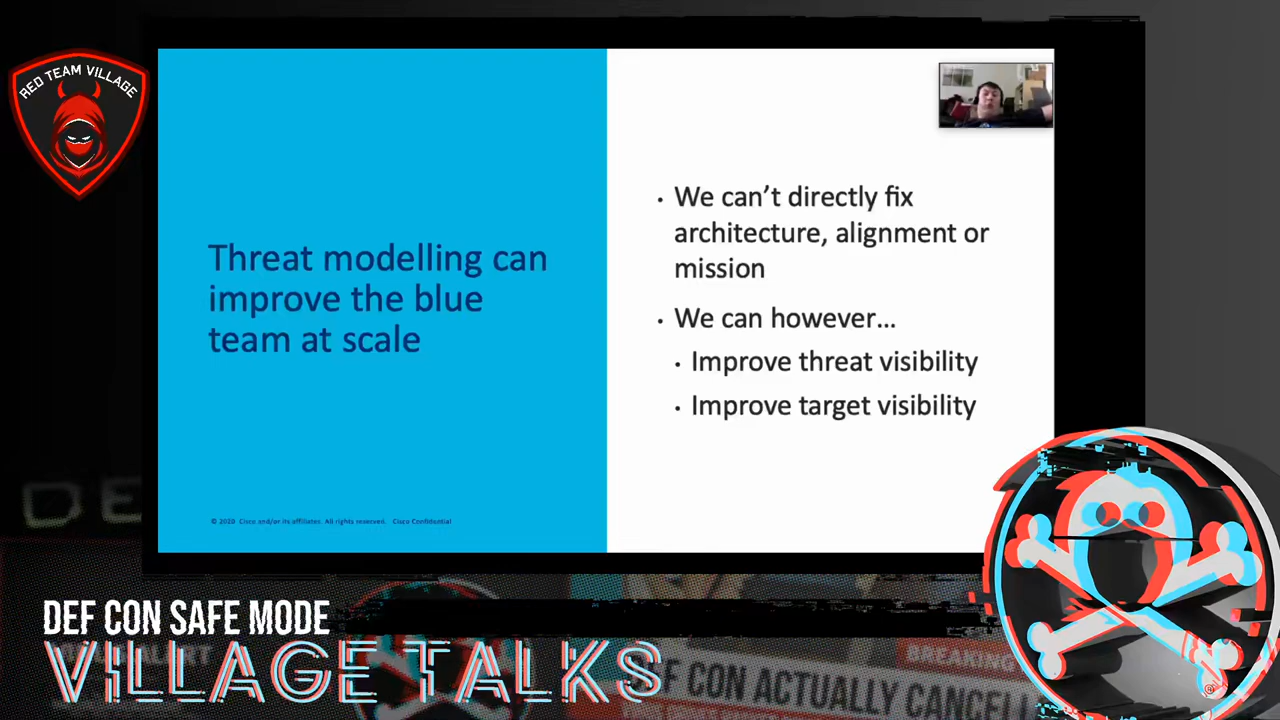 RED TEAM VILLAGE
Threat modelling can
improve the blue
team at scale
• We can't directly fix
architecture, alignment or
mission
• We can however...
• Improve threat visibility
• Improve target visibility
© 2020 Cisco and/or its affiliates. All rights reserved. Cisco Confidential
DE
DEF CON SAFE MODE
VILLAGE TALKS
BREAKING
DEF CON ACTUALLY CANCELL